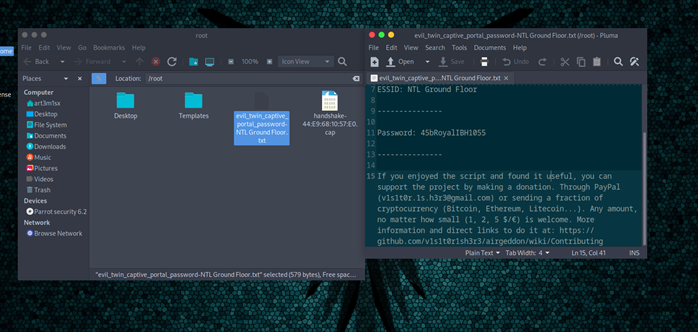 ome
ense
root
File Edit View Go Bookmarks Help
Back Forward 100% Icon View
Places
Location: /root
Computer
art3m1sx
Desktop
File System
Documents
Downloads
Music
Pictures
Videos
Trash
Devices
Parrot security 6.2
Network
Browse Network
Desktop
Templates
evil_twin_captive_
portal_password-
NTL Ground Floor.
txt
handshake-
44:E9:68:10:57:E0.
cap
"evil_twin_captive_portal_password-NTL Ground Floor.txt" selected (579 bytes), Free spac...
evil_twin_captive_portal_password-NTL Ground Floor.txt (/root) - Pluma
File Edit View Search Tools Documents Help
Open Save Undo
evil_twin_captive_p...NTL Ground Floor.txt
7 ESSID: NTL Ground Floor
8
9 ---------------
10
11 Password: 45bRoyalIBH1055
12
13 ---------------
14
15 If you enjoyed the script and found it useful, you can
support the project by making a donation. Through PayPal
(v1s1t0r.1s.h3r3@gmail.com) or sending a fraction of
cryptocurrency (Bitcoin, Ethereum, Litecoin...). Any amount,
no matter how small (1, 2, 5 $/€) is welcome. More
information and direct links to do it at: https://
github.com/v1s1t0r1sh3r3/airgeddon/wiki/Contributing
Plain Text Tab Width: 4 Ln 15, Col 41 INS